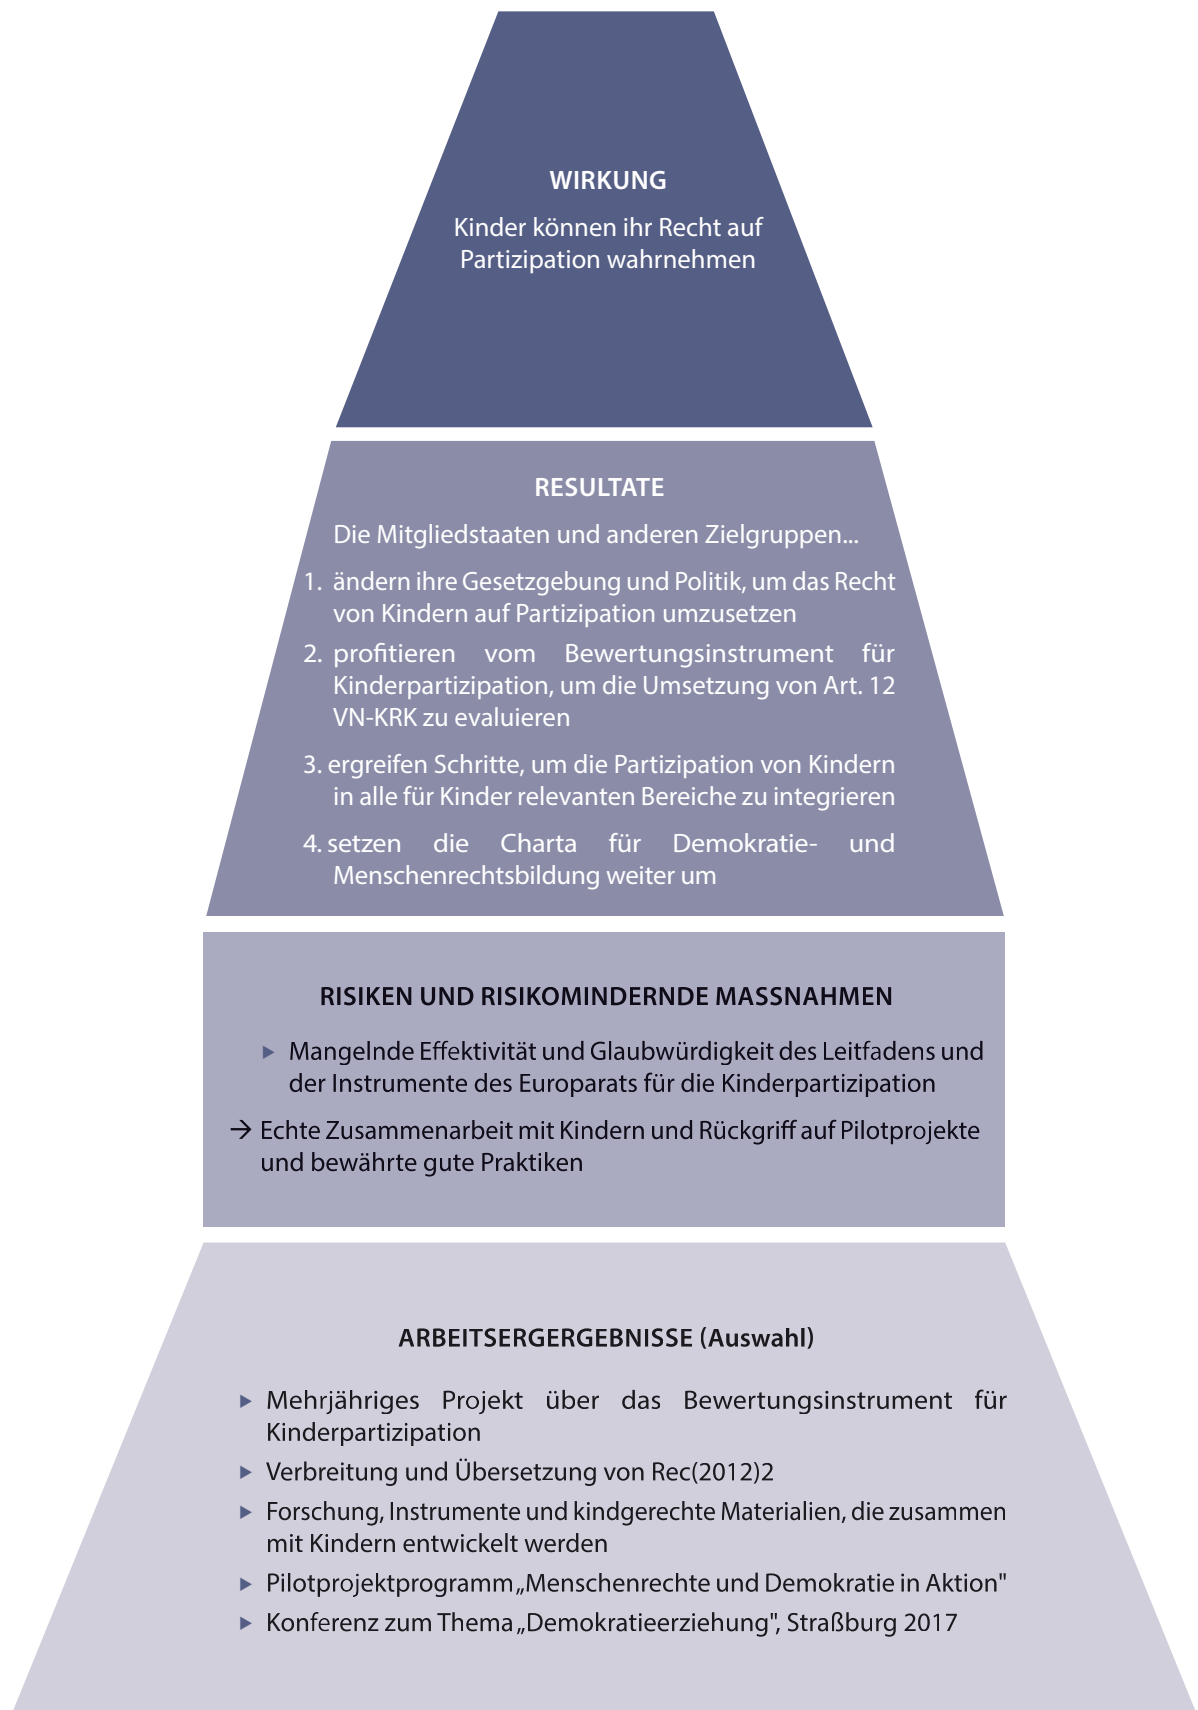 WIRKUNG
Kinder können ihr Recht auf
Partizipation wahrnehmen
RESULTATE
Die Mitgliedstaaten und anderen Zielgruppen...
1. ändern ihre Gesetzgebung und Politik, um das Recht
von Kindern auf Partizipation umzusetzen
2. profitieren vom Bewertungsinstrument für
Kinderpartizipation, um die Umsetzung von Art. 12
VN-KRK zu evaluieren
3. ergreifen Schritte, um die Partizipation von Kindern
in alle für Kinder relevanten Bereiche zu integrieren
4. setzen die Charta für Demokratie- und
Menschenrechtsbildung weiter um
RISIKEN UND RISIKOMINDERNDE MASSNAHMEN
▶ Mangelnde Effektivität und Glaubwürdigkeit des Leitfadens und
der Instrumente des Europarats für die Kinderpartizipation
→ Echte Zusammenarbeit mit Kindern und Rückgriff auf Pilotprojekte
und bewährte gute Praktiken
ARBEITSERGERGEBNISSE (Auswahl)
▶ Mehrjähriges Projekt über das Bewertungsinstrument für
Kinderpartizipation
▶ Verbreitung und Übersetzung von Rec(2012)2
▶ Forschung, Instrumente und kindgerechte Materialien, die zusammen
mit Kindern entwickelt werden
▶ Pilotprojektprogramm „Menschenrechte und Demokratie in Aktion"
▶ Konferenz zum Thema „Demokratieerziehung", Straßburg 2017